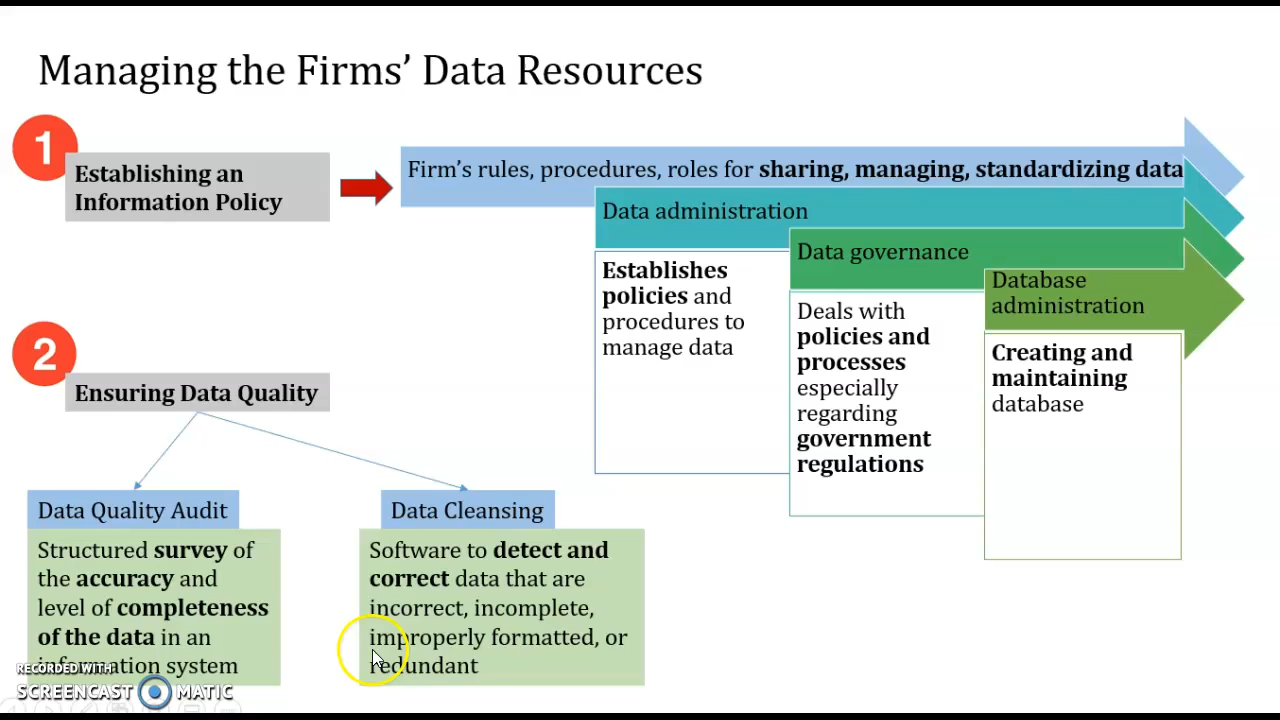 Managing the Firms’ Data Resources
1
Establishing an
Information Policy
Firm’s rules, procedures, roles for sharing, managing, standardizing data
Data administration
Establishes
policies and
procedures to
manage data
Data governance
Deals with
policies and
processes
especially
regarding
government
regulations
Database
administration
Creating and
maintaining
database
2
Ensuring Data Quality
Data Quality Audit
Structured survey of
the accuracy and
level of completeness
of the data in an
information system
Data Cleansing
Software to detect and
correct data that are
incorrect, incomplete,
improperly formatted, or
redundant
RECORDED WITH
SCREENCAST MATIC